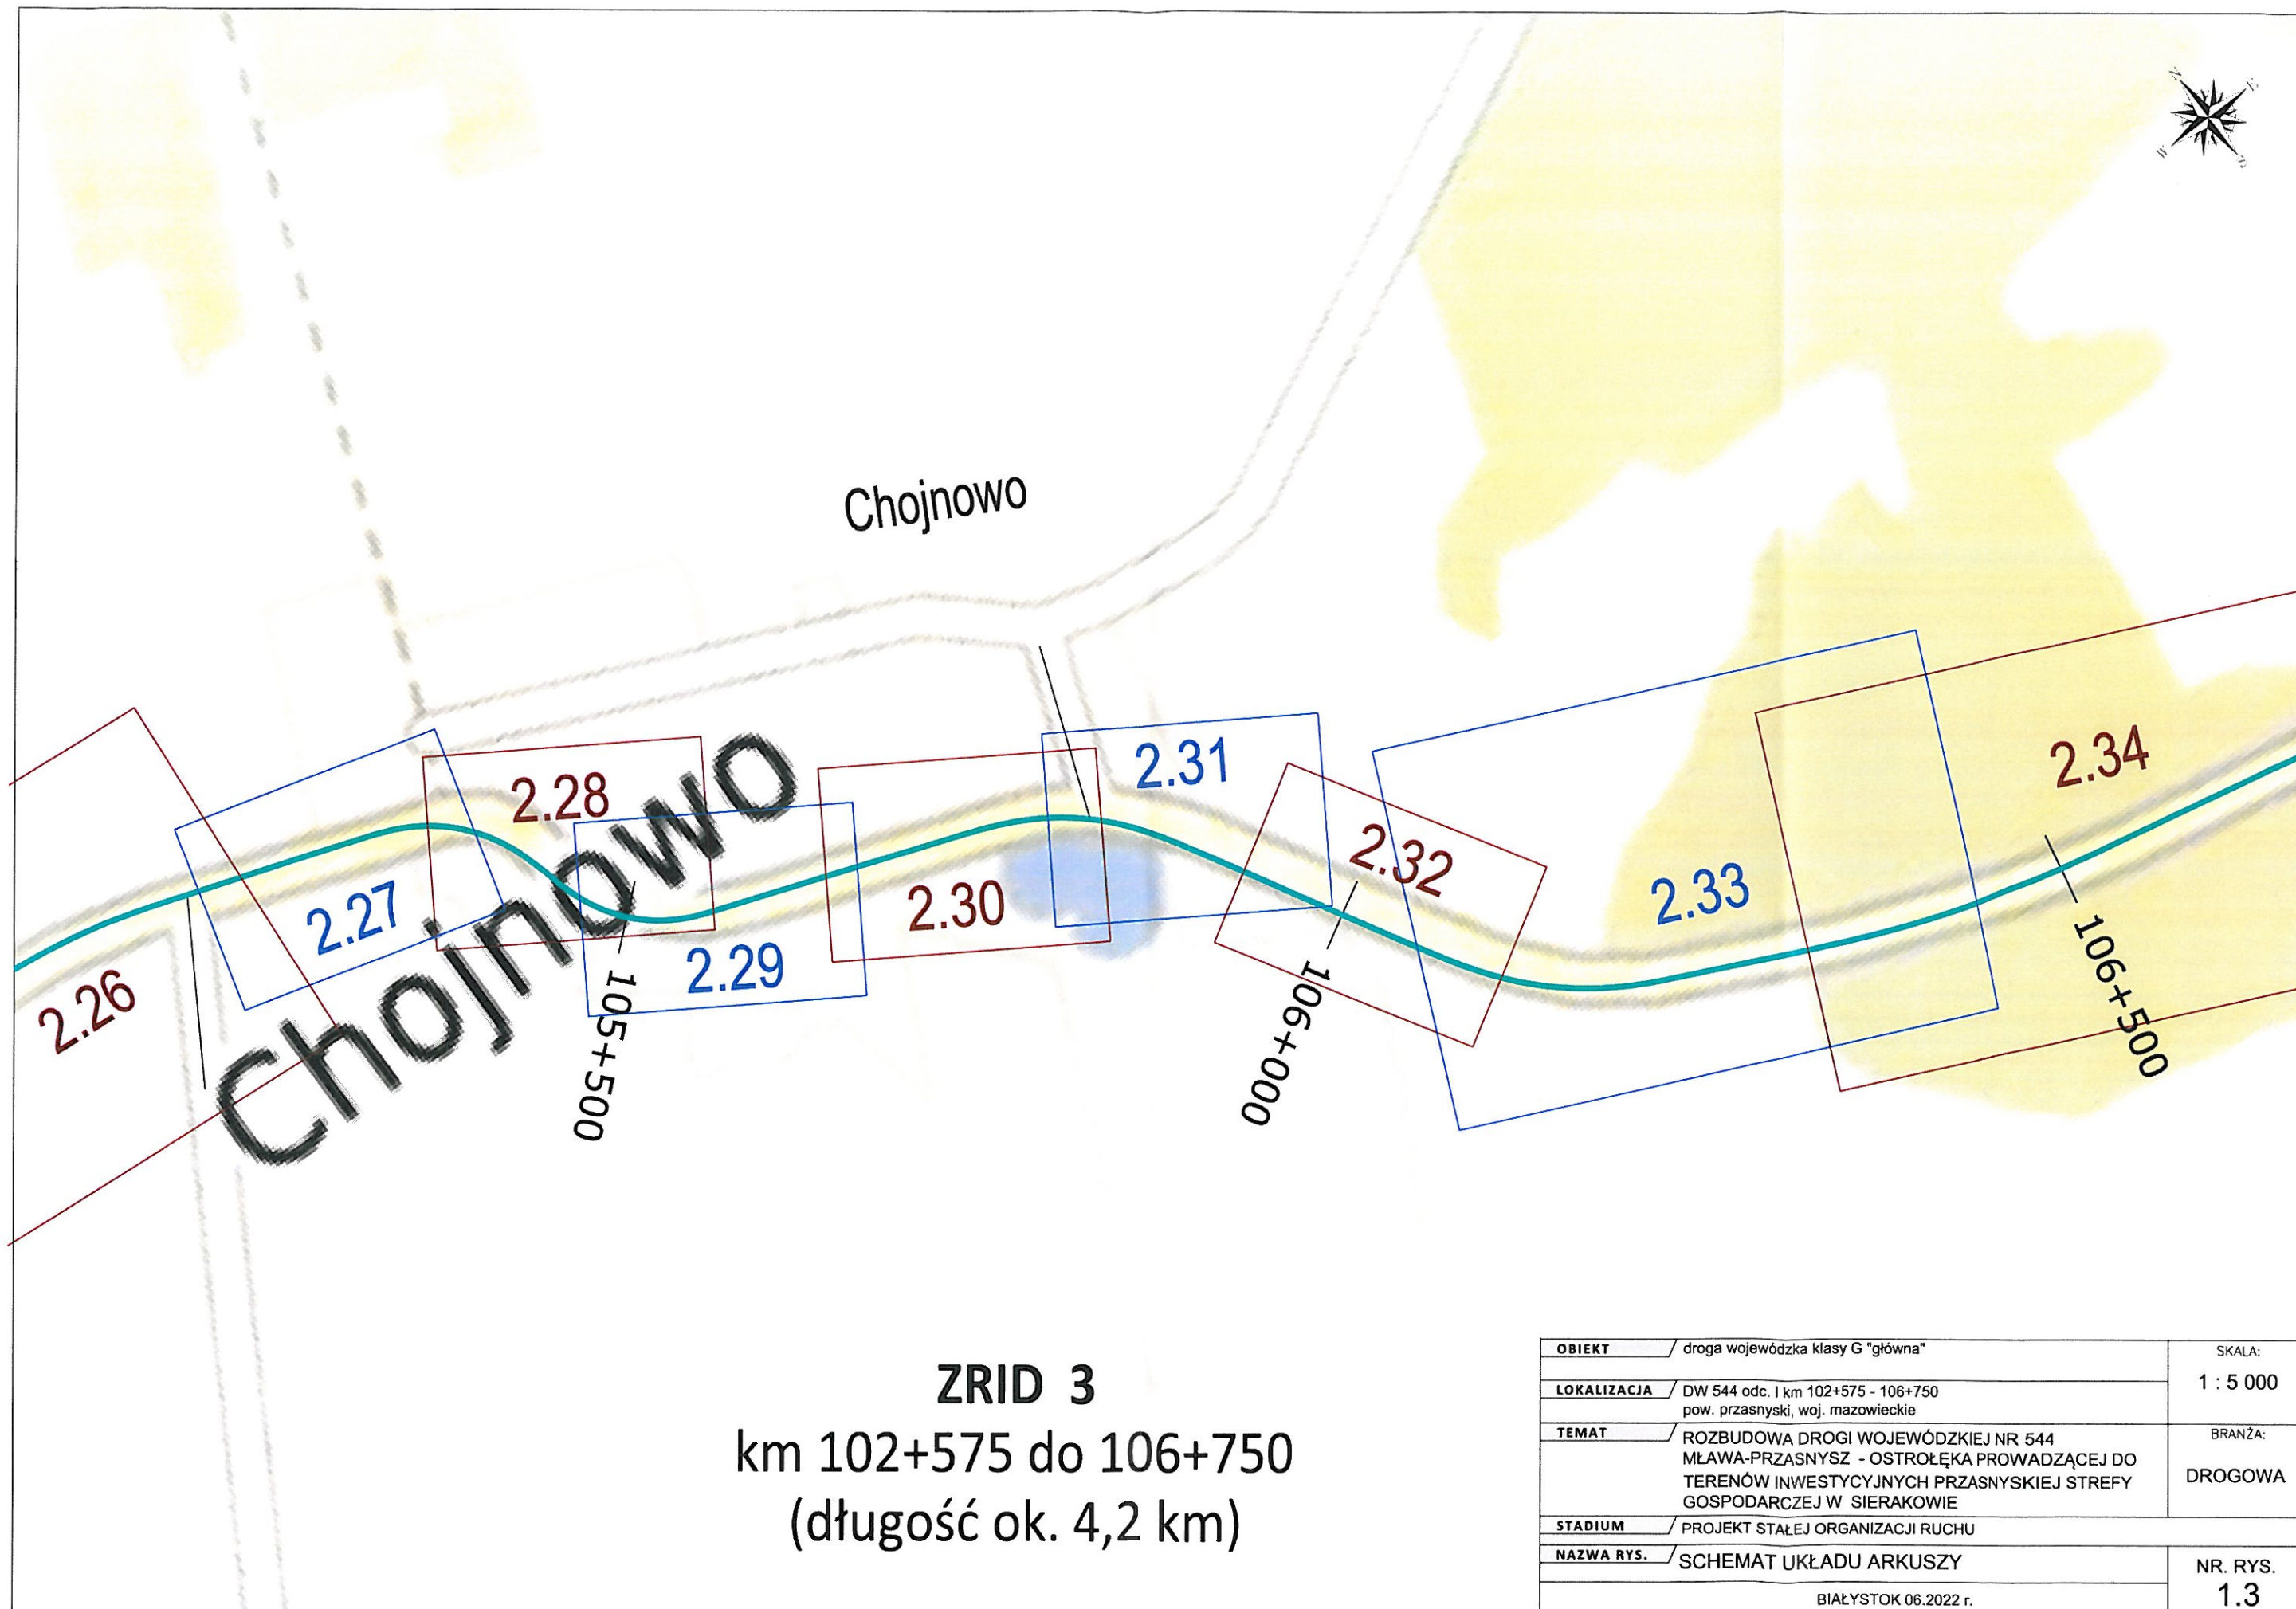 N
E
W
Chojnowo
2.31
2.28
2.34
2.32
2.33
2.27
2.30
2.29
2.26
Chojnowo
105+500
106+000
106+500
ZRID 3
km 102+575 do 106+750
(długość ok. 4,2 km)
OBIEKT droga wojewódzka klasy G "główna"
SKALA:
1 : 5 000
LOKALIZACJA DW 544 odc. I km 102+575 - 106+750
pow. przasnyski, woj. mazowieckie
TEMAT ROZBUDOWA DROGI WOJEWÓDZKIEJ NR 544
MŁAWA-PRZASNYSZ - OSTROŁĘKA PROWADZĄCEJ DO
TERENÓW INWESTYCYJNYCH PRZASNYSKIEJ STREFY
GOSPODARCZEJ W SIERAKOWIE
BRANŻA:
DROGOWA
STADIUM PROJEKT STAŁEJ ORGANIZACJI RUCHU
NAZWA RYS. SCHEMAT UKŁADU ARKUSZY
NR. RYS.
1.3
BIAŁYSTOK 06.2022 r.